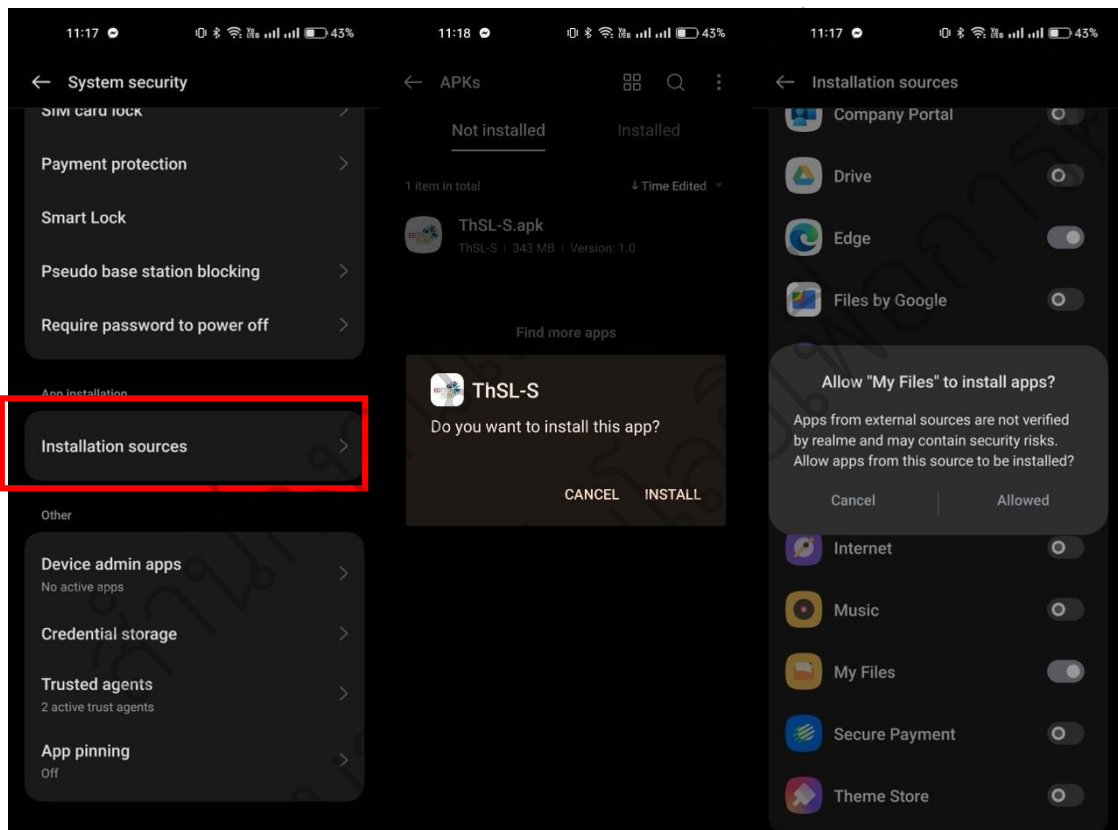 11:17
43%
System security
SIM card lock
Payment protection
Smart Lock
Pseudo base station blocking
Require password to power off
App installation
Installation sources
Other
Device admin apps
No active apps
Credential storage
Trusted agents
2 active trust agents
App pinning
Off
11:18
43%
APKs
Not installed
Installed
1 item in total
↓ Time Edited
ThSL-S.apk
ThSL-S | 343 MB | Version: 1.0
Find more apps
ThSL-S
Do you want to install this app?
CANCEL
INSTALL
11:17
43%
Installation sources
Company Portal
Drive
Edge
Files by Google
Allow "My Files" to install apps?
Apps from external sources are not verified
by realme and may contain security risks.
Allow apps from this source to be installed?
Cancel
Allowed
Internet
Music
My Files
Secure Payment
Theme Store